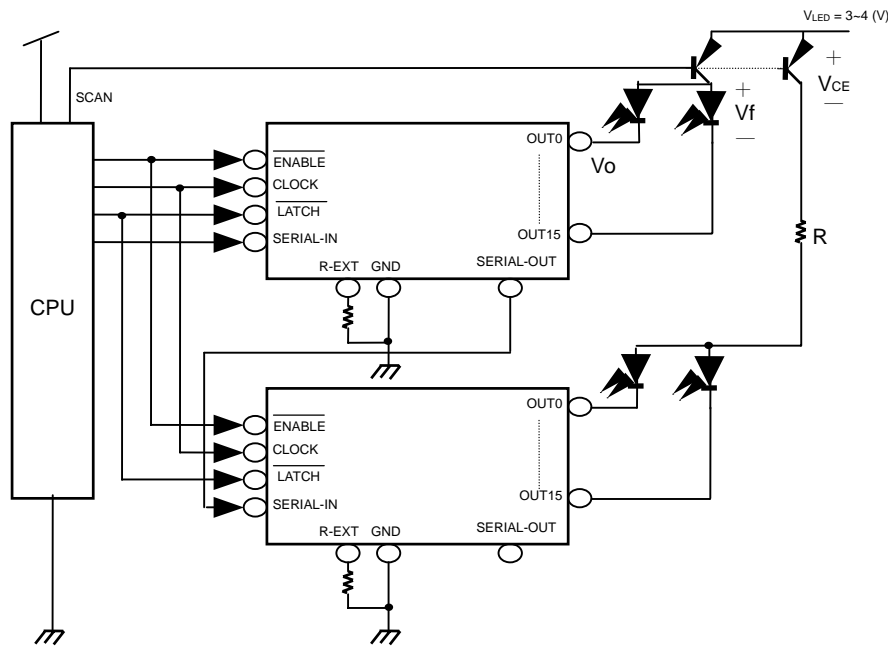 VLED = 3~4 (V)
SCAN
+
VCE
—
+
Vf
—
OUT0
Vo
ENABLE
CLOCK
LATCH
SERIAL-IN
OUT15
R-EXT GND SERIAL-OUT
R
CPU
OUT0
ENABLE
CLOCK
LATCH
SERIAL-IN
OUT15
R-EXT GND SERIAL-OUT